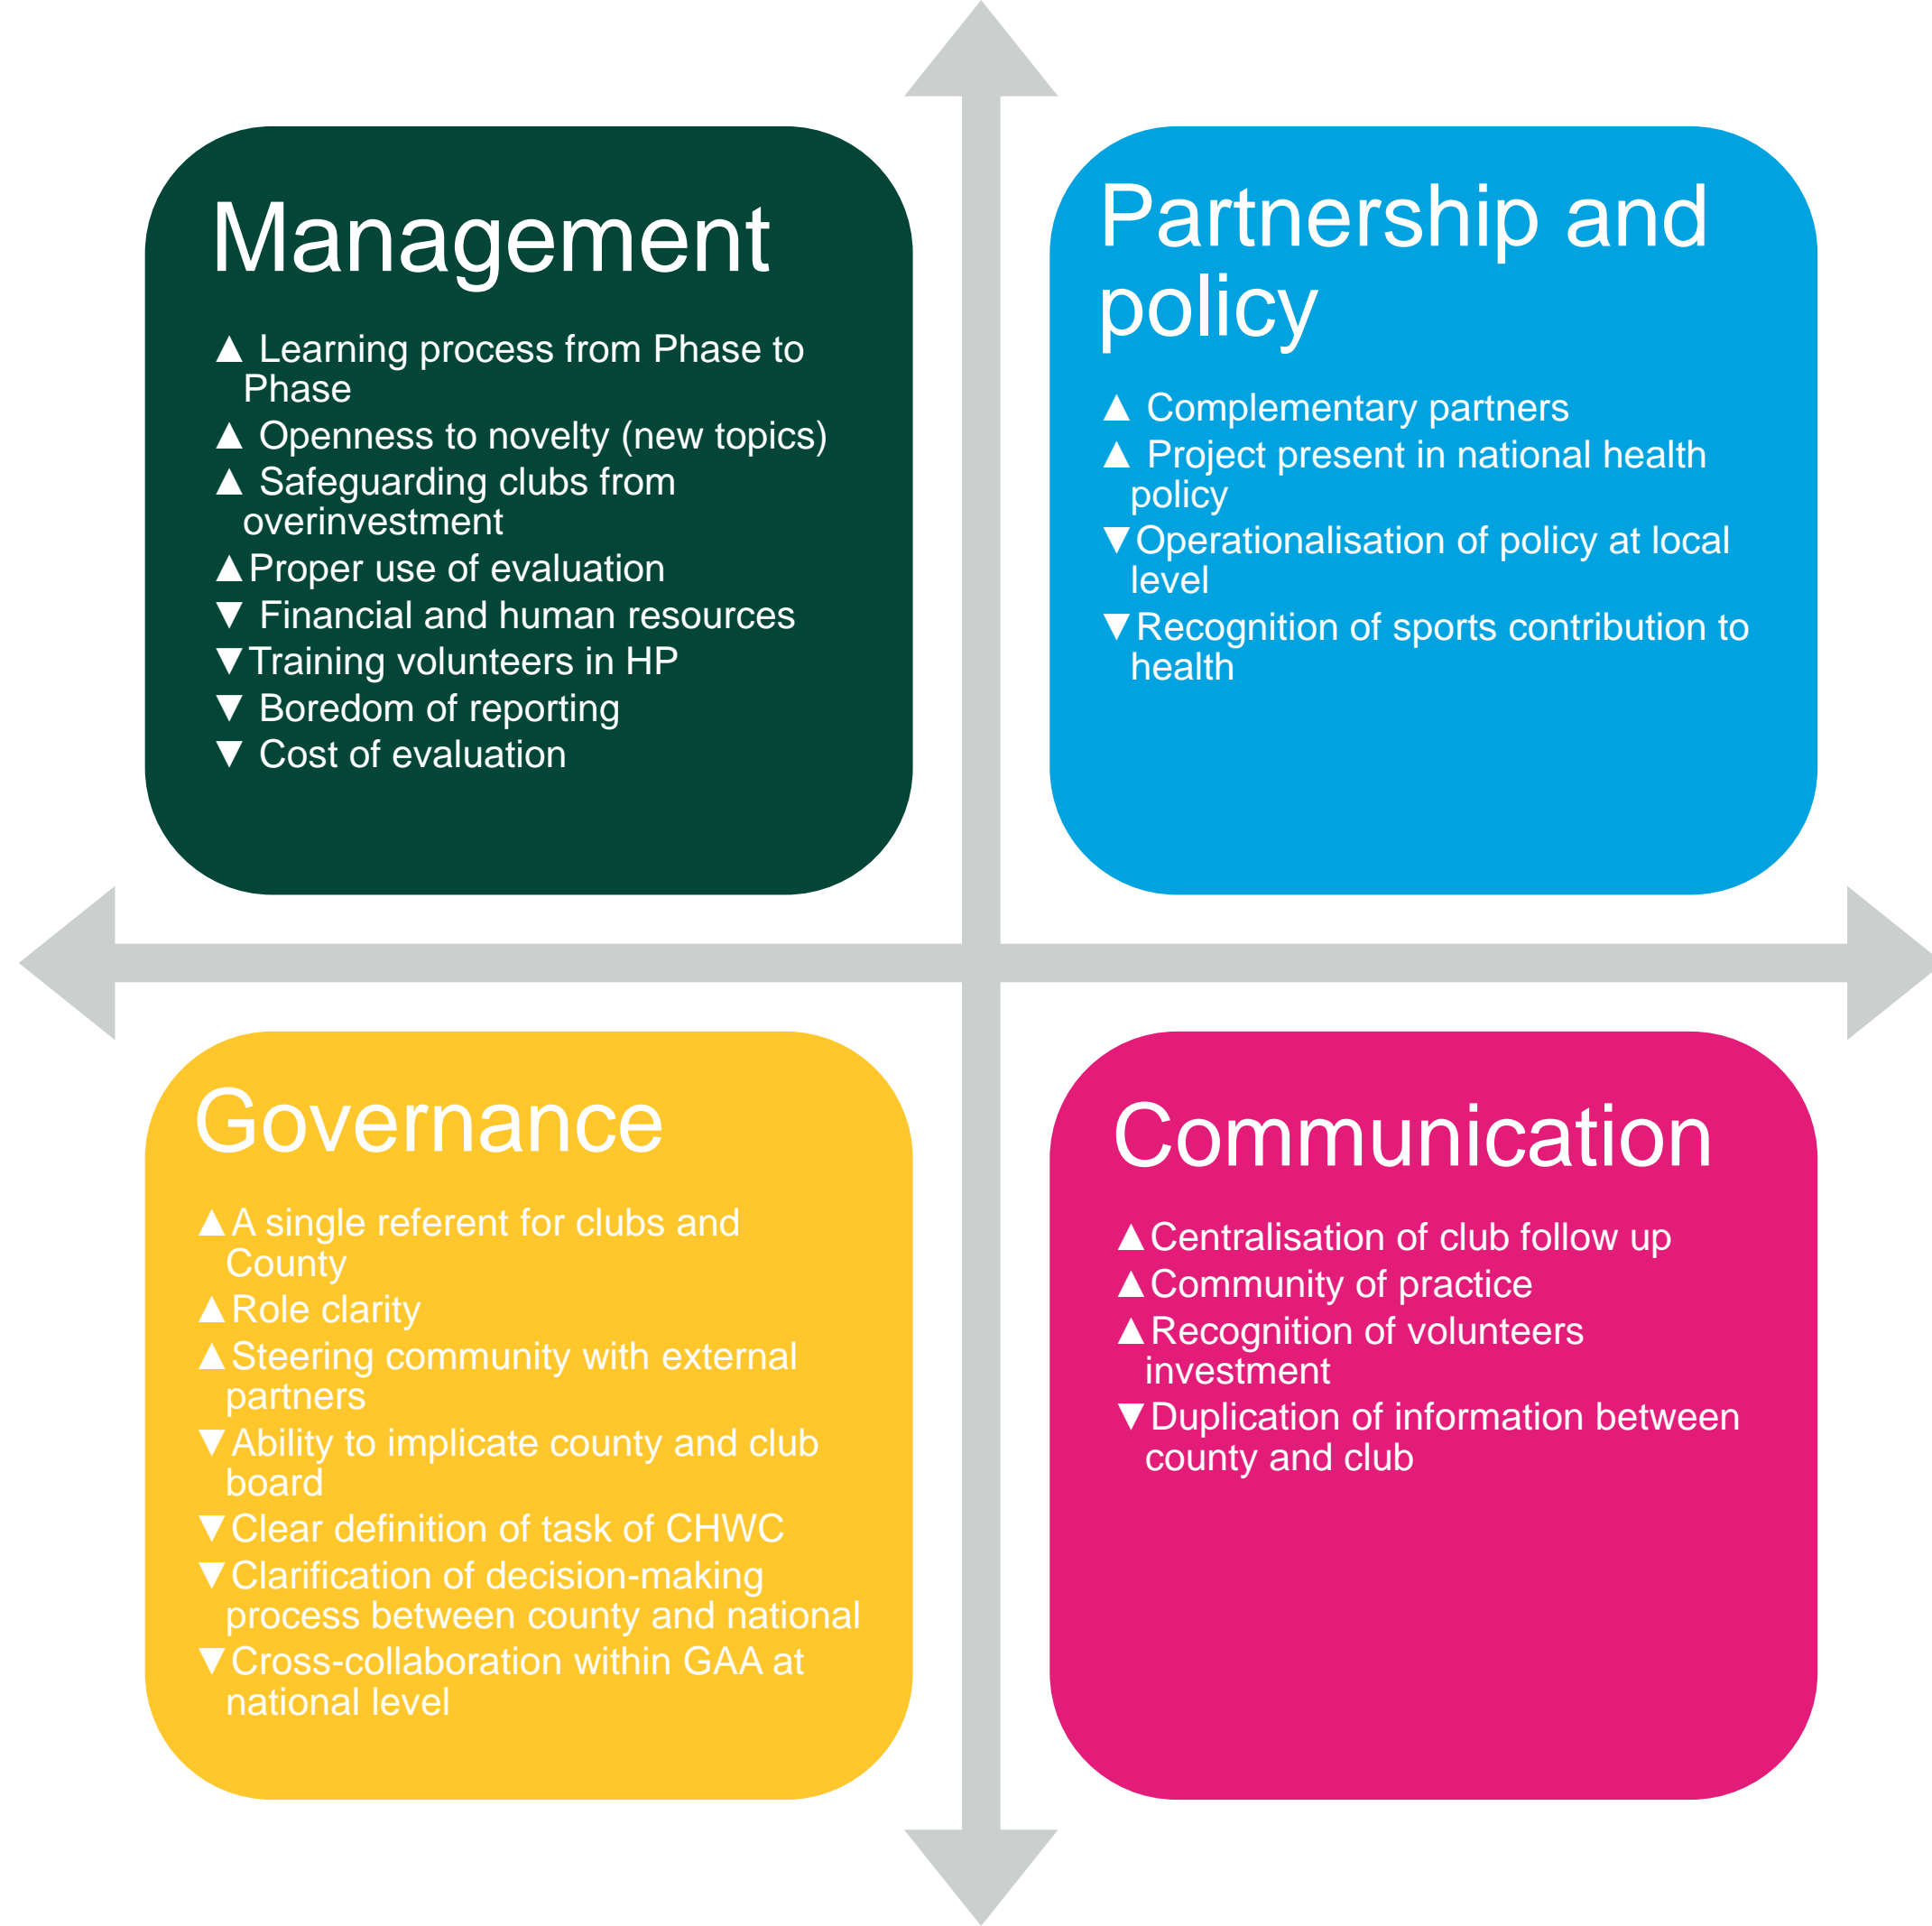 Management
▲ Learning process from Phase to
Phase
▲ Openness to novelty (new topics)
▲ Safeguarding clubs from
overinvestment
▲Proper use of evaluation
▼ Financial and human resources
▼Training volunteers in HP
▼ Boredom of reporting
▼ Cost of evaluation
Partnership and
policy
▲ Complementary partners
▲ Project present in national health
policy
▼Operationalisation of policy at local
level
▼Recognition of sports contribution to
health
Governance
▲A single referent for clubs and
County
▲Role clarity
▲Steering community with external
partners
▼Ability to implicate county and club
board
▼Clear definition of task of CHWC
▼Clarification of decision-making
process between county and national
▼Cross-collaboration within GAA at
national level
Communication
▲Centralisation of club follow up
▲Community of practice
▲Recognition of volunteers
investment
▼Duplication of information between
county and club